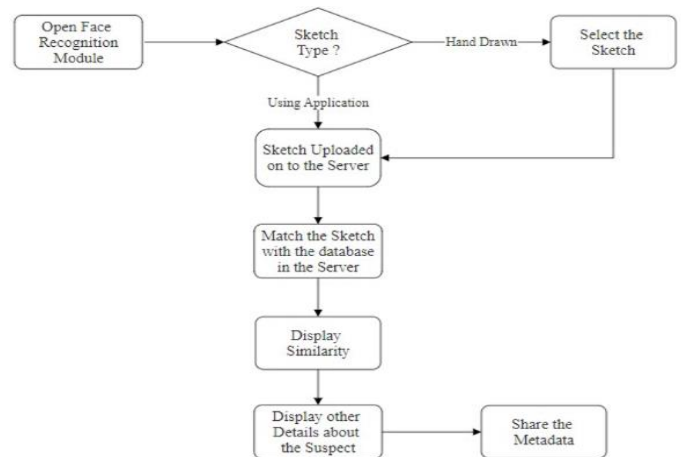 Open Face
Recognition
Module
Sketch
Type ?
Hand Drawn
Select the
Sketch
Using Application
Sketch Uploaded
on to the Server
Match the Sketch
with the database
in the Server
Display
Similarity
Display other
Details about
the Suspect
Share the
Metadata